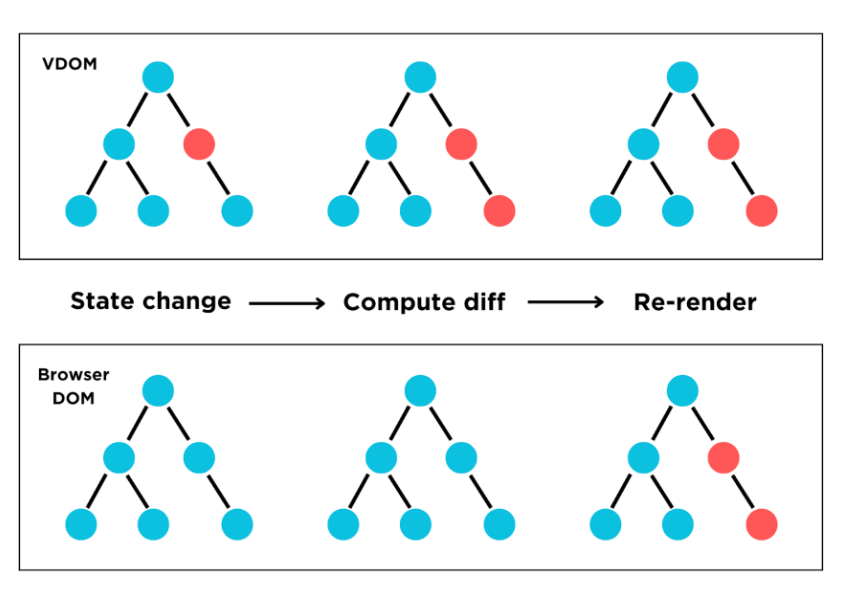 VDOM
State change
Compute diff
Re-render
Browser
DOM